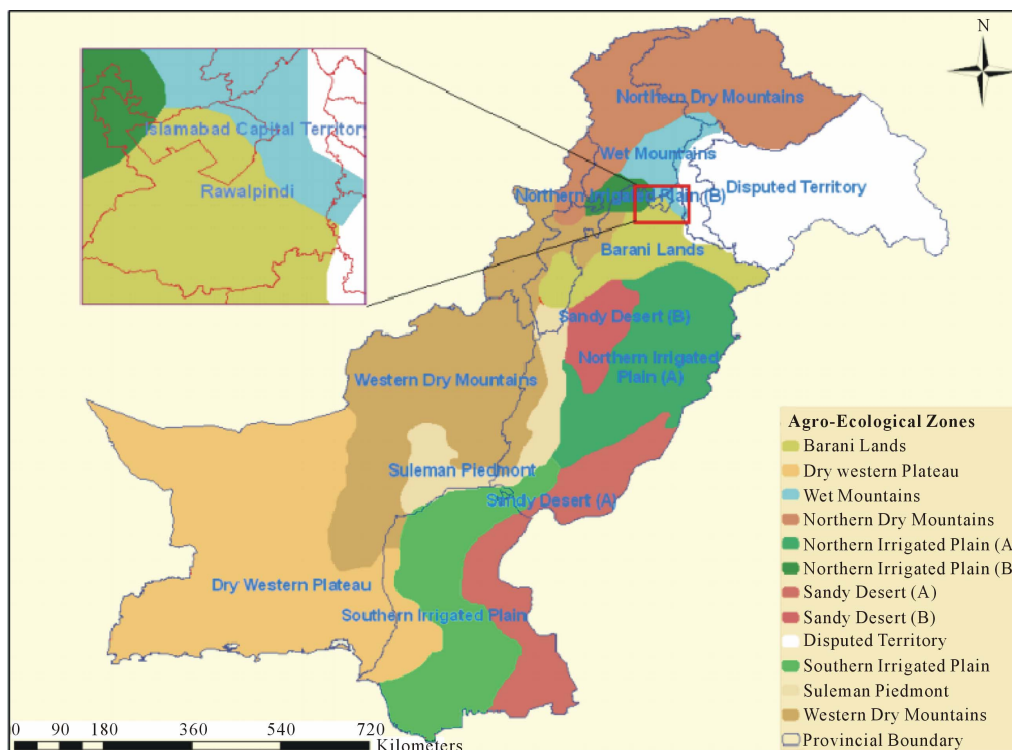 N
Islamabad Capital Territory
Rawalpindi
Northern Dry Mountains
Wet Mountains
Disputed Territory
Northern Irrigated Plain (B)
Barani Lands
Sandy Desert (B)
Northern Irrigated
Plain (A)
Western Dry Mountains
Suleman Piedmont
Sandy Desert (A)
Dry Western Plateau
Southern Irrigated Plain
Agro-Ecological Zones
Barani Lands
Dry western Plateau
Wet Mountains
Northern Dry Mountains
Northern Irrigated Plain (A
Northern Irrigated Plain (B
Sandy Desert (A)
Sandy Desert (B)
Disputed Territory
Southern Irrigated Plain
Suleman Piedmont
Western Dry Mountains
Provincial Boundary
0 90 180 360 540 720
Kilometers